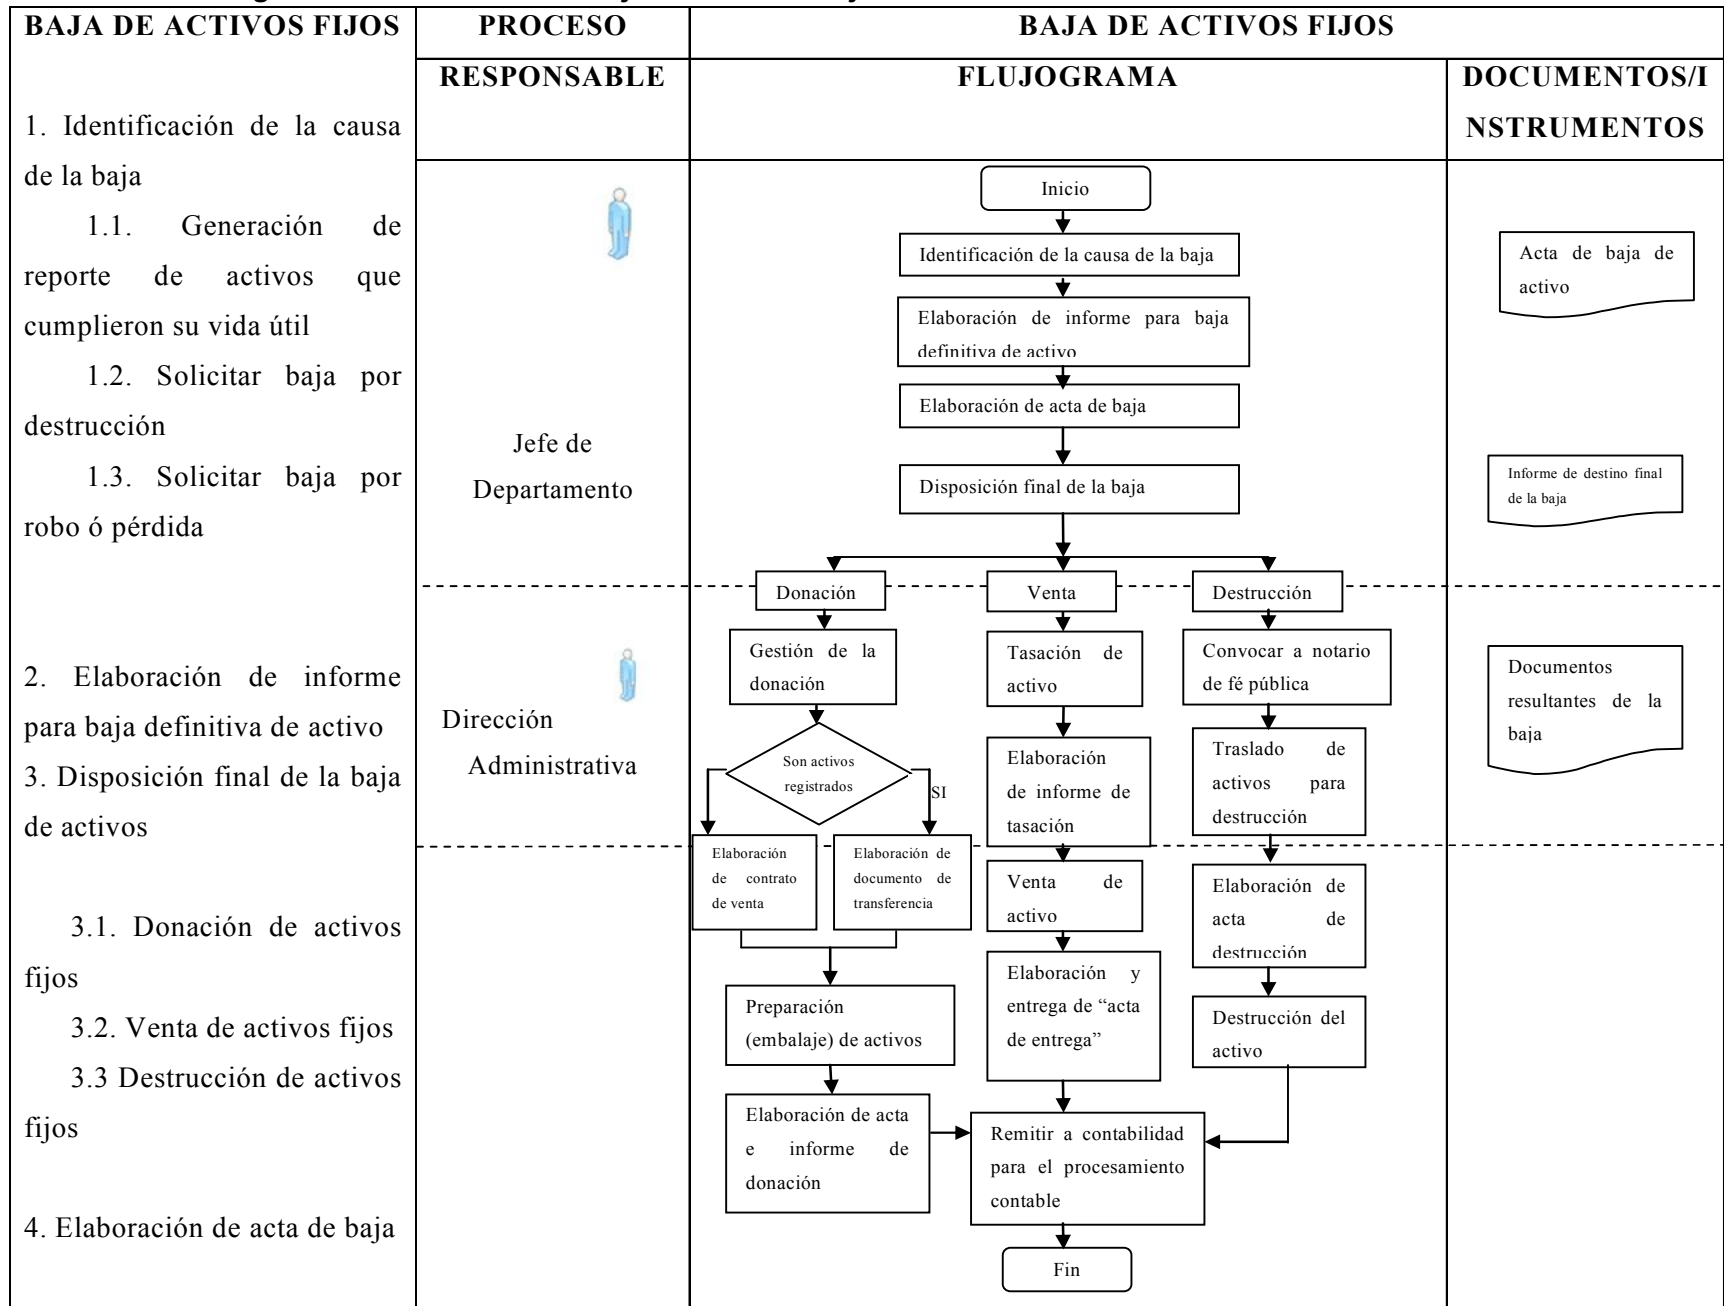 BAJA DE ACTIVOS FIJOS
PROCESO
BAJA DE ACTIVOS FIJOS
RESPONSABLE
FLUJOGRAMA
DOCUMENTOS/I
NSTRUMENTOS
1. Identificación de la causa
de la baja
1.1. Generación de
reporte de activos que
cumplieron su vida útil
1.2. Solicitar baja por
destrucción
1.3. Solicitar baja por
robo ó pérdida
2. Elaboración de informe
para baja definitiva de activo
3. Disposición final de la baja
de activos
3.1. Donación de activos
fijos
3.2. Venta de activos fijos
3.3 Destrucción de activos
fijos
4. Elaboración de acta de baja
Jefe de
Departamento
Dirección
Administrativa
Inicio
Identificación de la causa de la baja
Elaboración de informe para baja
definitiva de activo
Elaboración de acta de baja
Disposición final de la baja
Donación
Venta
Destrucción
Gestión de la
donación
Son activos
registrados
SI
Elaboración
de contrato
de venta
Elaboración de
documento de
transferencia
Preparación
(embalaje) de activos
Elaboración de acta
e informe de
donación
Tasación de
activo
Elaboración
de informe de
tasación
Venta de
activo
Elaboración y
entrega de “acta
de entrega”
Convocar a notario
de fé pública
Traslado de
activos para
destrucción
Elaboración de
acta de
destrucción
Destrucción del
activo
Remitir a contabilidad
para el procesamiento
contable
Fin
Acta de baja de
activo
Informe de destino final
de la baja
Documentos
resultantes de la
baja